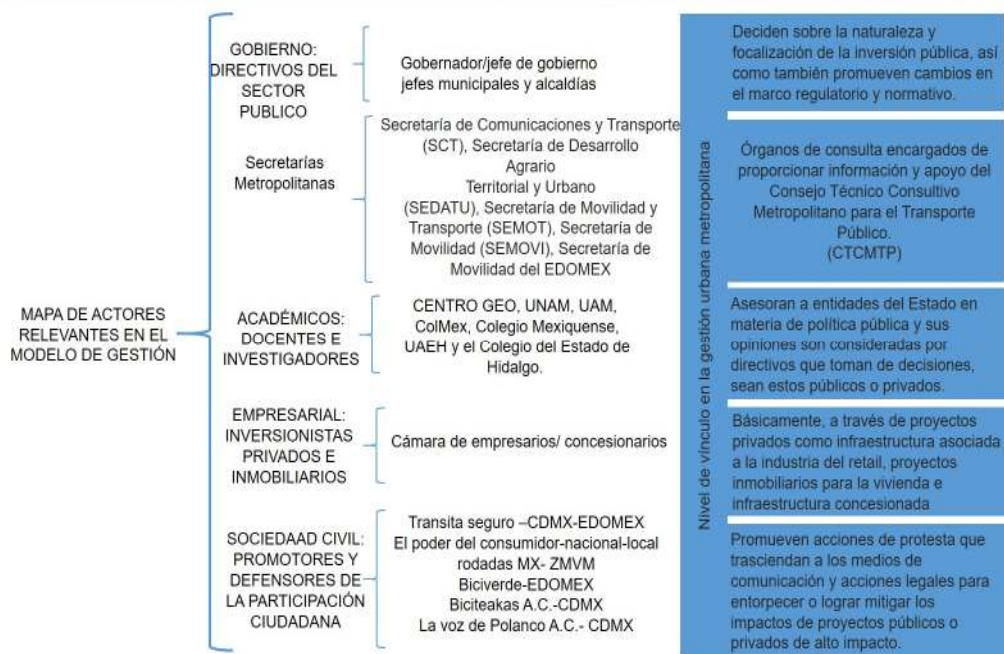 MAPA DE ACTORES
RELEVANTES EN EL
MODELO DE GESTIÓN
GOBIERNO:
DIRECTIVOS DEL
SECTOR
PUBLICO
Gobernador/jefe de gobierno
jefes municipales y alcaldías
Secretarías
Metropolitanas
Secretaría de Comunicaciones y Transporte
(SCT), Secretaría de Desarrollo
Agrario
Territorial y Urbano
(SEDATU), Secretaría de Movilidad y
Transporte (SEMOT), Secretaría de
Movilidad (SEMOVI), Secretaría de
Movilidad del EDOMEX
ACADÉMICOS:
DOCENTES E
INVESTIGADORES
CENTRO GEO, UNAM, UAM,
ColMex, Colegio Mexiquense,
UAEH y el Colegio del Estado de
Hidalgo.
EMPRESARIAL:
INVERSIONISTAS
PRIVADOS E
INMOBILIARIOS
Cámara de empresarios/ concesionarios
SOCIEDAAD CIVIL:
PROMOTORES Y
DEFENSORES DE
LA PARTICIPACIÓN
CIUDADANA
Transita seguro –CDMX-EDOMEX
El poder del consumidor-nacional-local
rodadas MX- ZMVM
Biciverde-EDOMEX
Biciteakas A.C.-CDMX
La voz de Polanco A.C.- CDMX
Nivel de vínculo en la gestión urbana metropolitana
Deciden sobre la naturaleza y
focalización de la inversión pública, así
como también promueven cambios en
el marco regulatorio y normativo.
Órganos de consulta encargados de
proporcionar información y apoyo del
Consejo Técnico Consultivo
Metropolitano para el Transporte
Público.
(CTCMTP)
Asesoran a entidades del Estado en
materia de política pública y sus
opiniones son consideradas por
directivos que toman de decisiones,
sean estos públicos o privados.
Básicamente, a través de proyectos
privados como infraestructura asociada
a la industria del retail, proyectos
inmobiliarios para la vivienda e
infraestructura concesionada
Promueven acciones de protesta que
trasciendan a los medios de
comunicación y acciones legales para
entorpecer o lograr mitigar los
impactos de proyectos públicos o
privados de alto impacto.